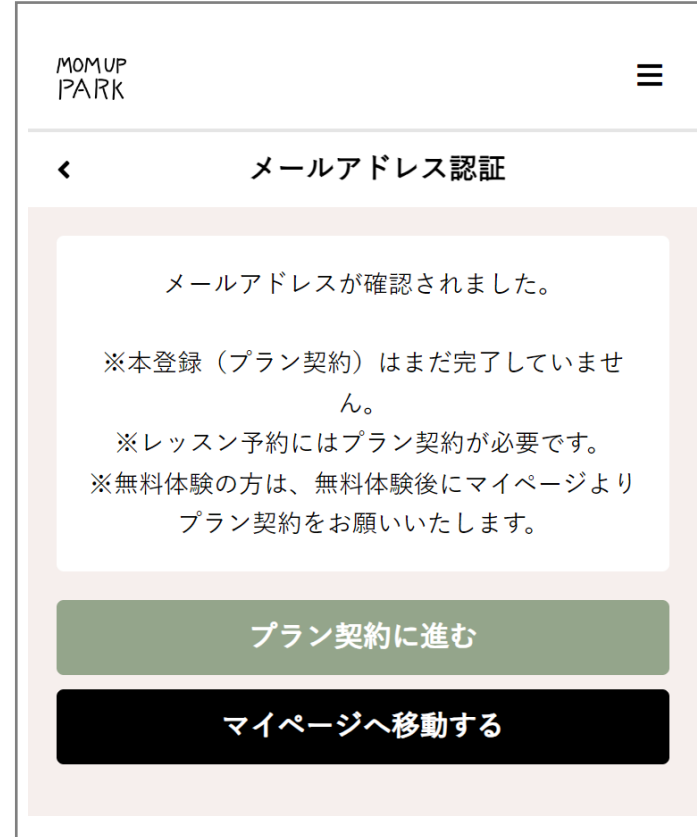 MOM UP
PARK
メールアドレス認証
メールアドレスが確認されました。
※本登録（プラン契約）はまだ完了していませ
ん。
※レッスン予約にはプラン契約が必要です。
※無料体験の方は、無料体験後にマイページより
プラン契約をお願いいたします。
プラン契約に進む
マイページへ移動する